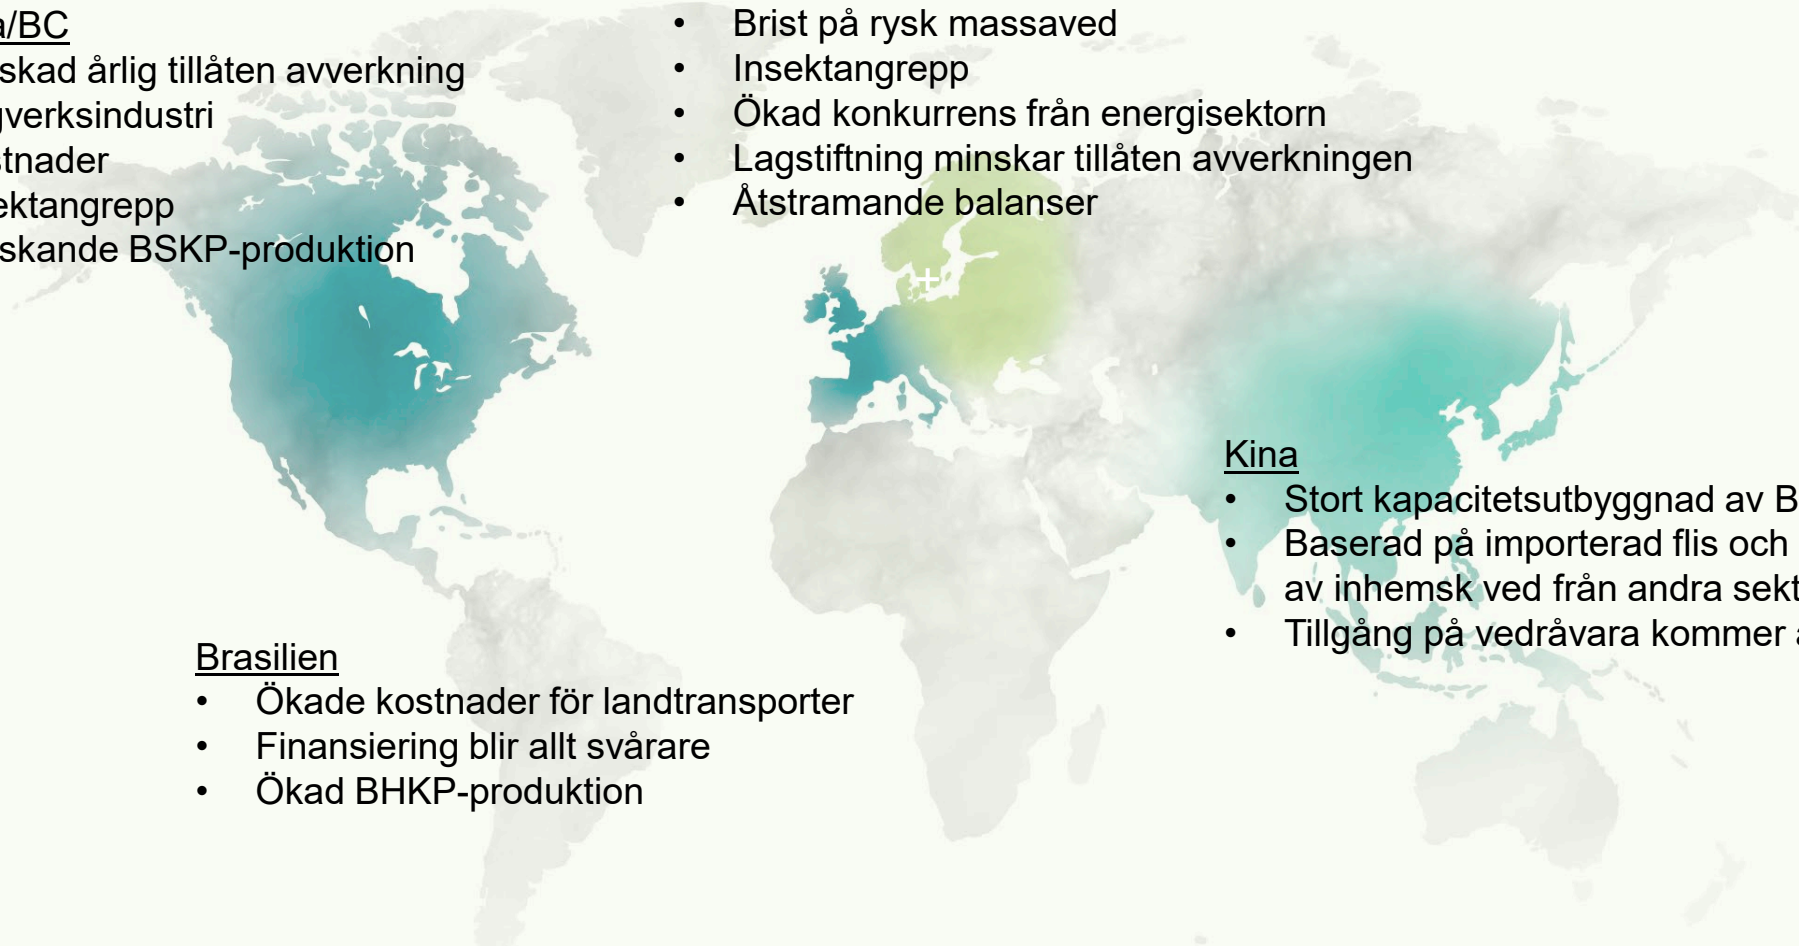 a/BC
skad årlig tillåten avverkning
gverksindustri
stnader
ektangrepp
skande BSKP-produktion
• Brist på rysk massaved
• Insektangrepp
• Ökad konkurrens från energisektorn
• Lagstiftning minskar tillåten avverkningen
• Åtstramande balanser
Kina
• Stort kapacitetsutbyggnad av B
• Baserad på importerad flis och
av inhemsk ved från andra sekt
• Tillgång på vedråvara kommer a
Brasilien
• Ökade kostnader för landtransporter
• Finansiering blir allt svårare
• Ökad BHKP-produktion